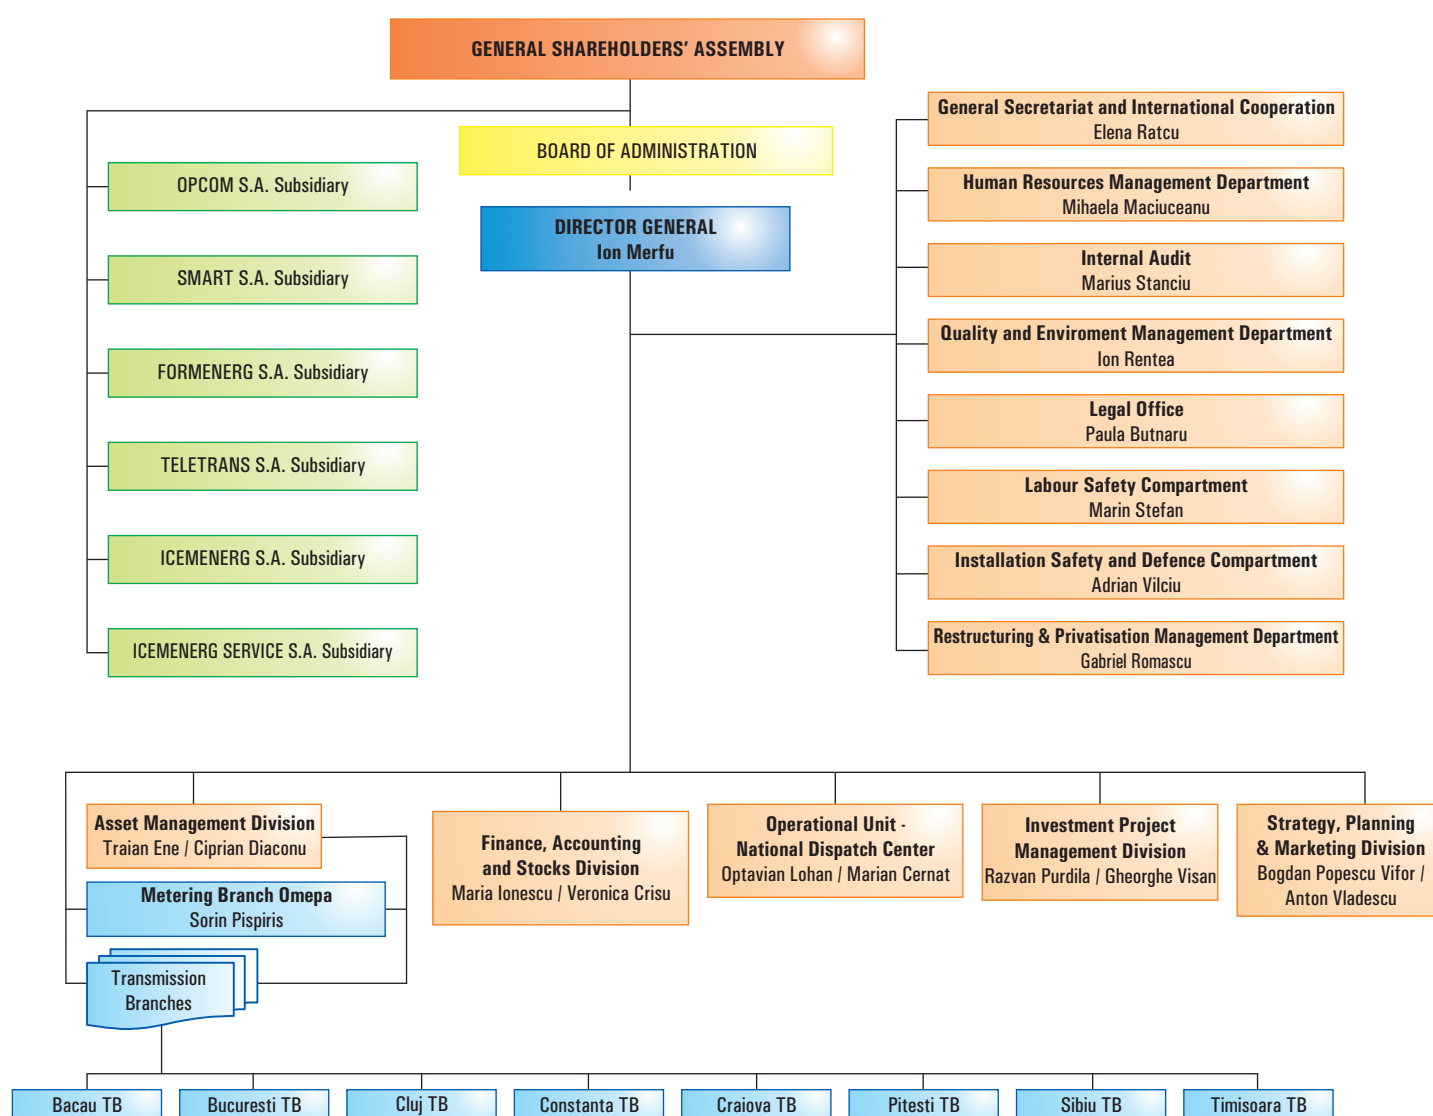 GENERAL SHAREHOLDERS' ASSEMBLY
BOARD OF ADMINISTRATION
DIRECTOR GENERAL
Ion Merfu
OPCOM S.A. Subsidiary
SMART S.A. Subsidiary
FORMENERG S.A. Subsidiary
TELETRANS S.A. Subsidiary
ICEMENERG S.A. Subsidiary
ICEMENERG SERVICE S.A. Subsidiary
General Secretariat and International Cooperation
Elena Ratcu
Human Resources Management Department
Mihaela Maciuceanu
Internal Audit
Marius Stanciu
Quality and Enviroment Management Department
Ion Rentea
Legal Office
Paula Butnaru
Labour Safety Compartment
Marin Stefan
Installation Safety and Defence Compartment
Adrian Vilciu
Restructuring & Privatisation Management Department
Gabriel Romascu
Asset Management Division
Traian Ene / Ciprian Diaconu
Metering Branch Omepa
Sorin Pispiris
Transmission
Branches
Finance, Accounting
and Stocks Division
Maria Ionescu / Veronica Crisu
Operational Unit -
National Dispatch Center
Optavian Lohan / Marian Cernat
Investment Project
Management Division
Razvan Purdila / Gheorghe Visan
Strategy, Planning
& Marketing Division
Bogdan Popescu Vifor /
Anton Vladescu
Bacau TB
Bucuresti TB
Cluj TB
Constanta TB
Craiova TB
Pitesti TB
Sibiu TB
Timisoara TB